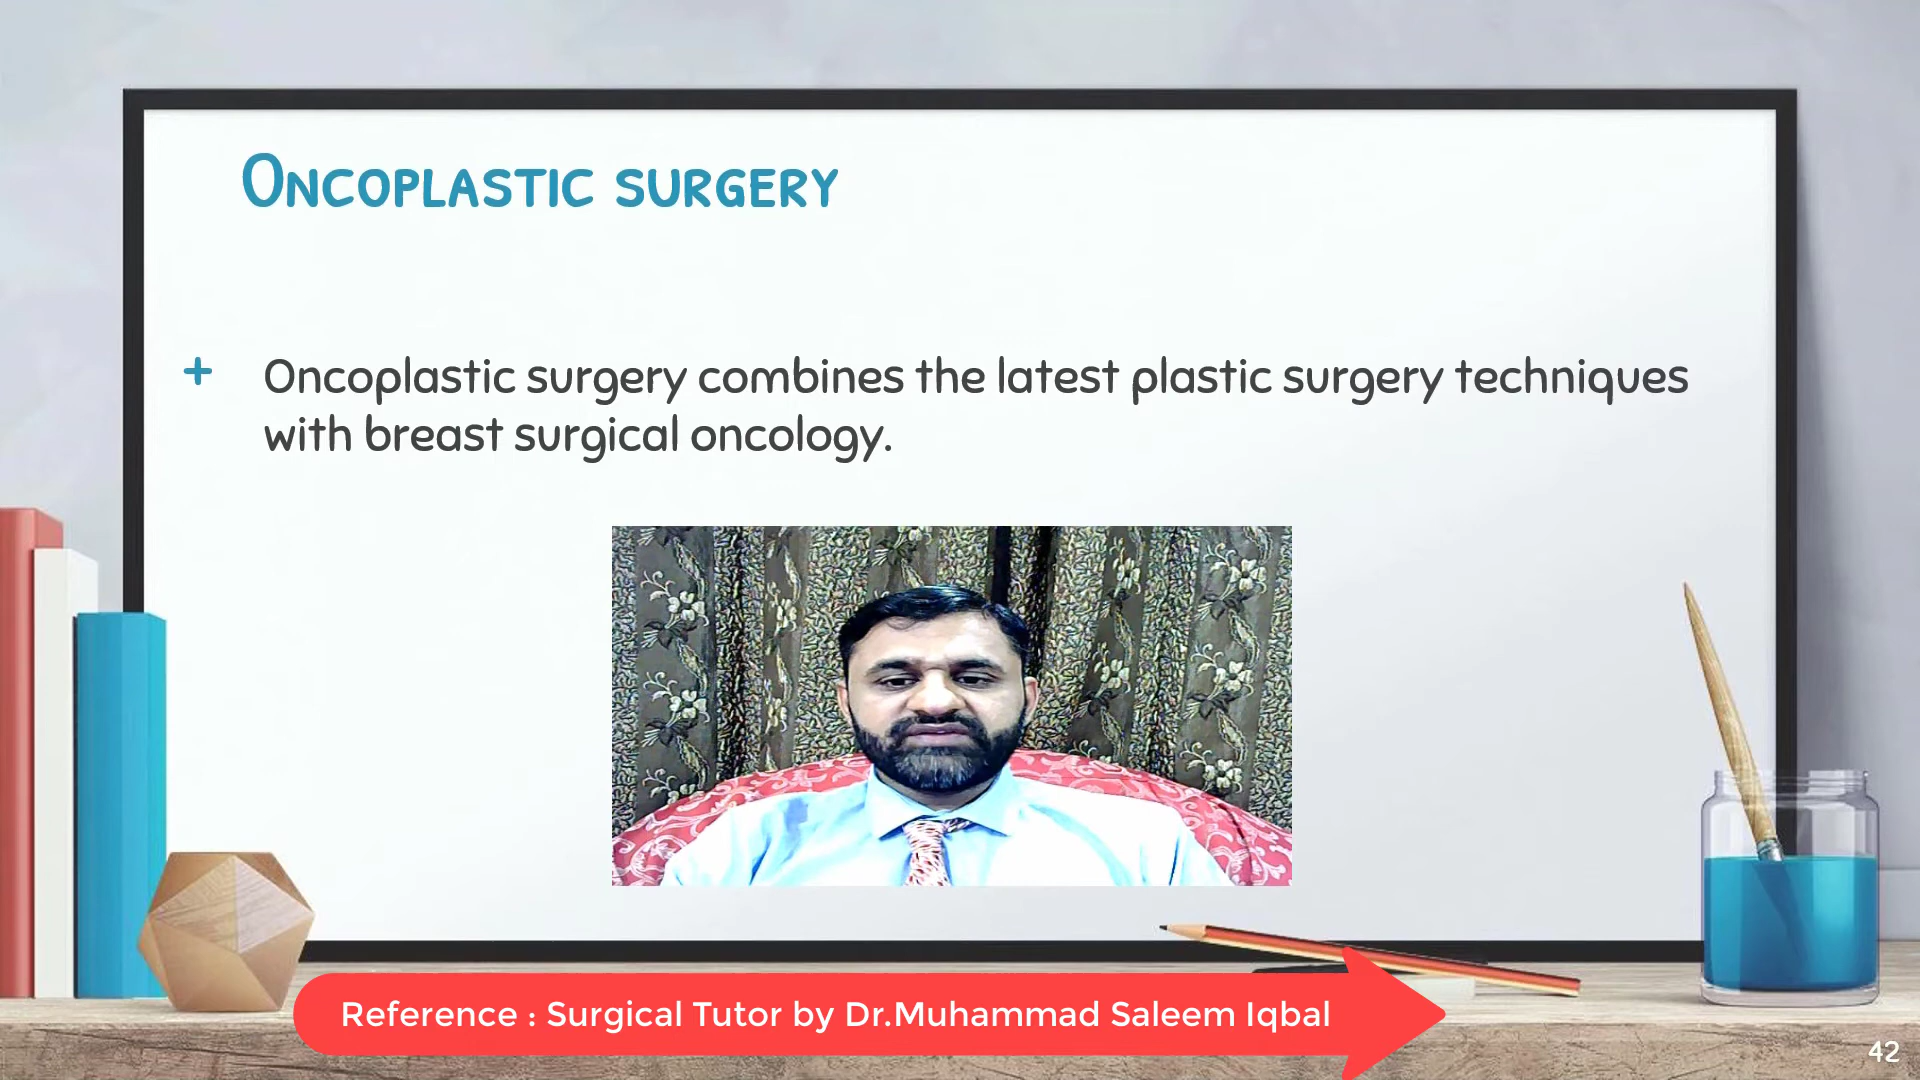 Oncoplastic surgery
+ Oncoplastic surgery combines the latest plastic surgery techniques
with breast surgical oncology.
Reference : Surgical Tutor by Dr.Muhammad Saleem Iqbal
42